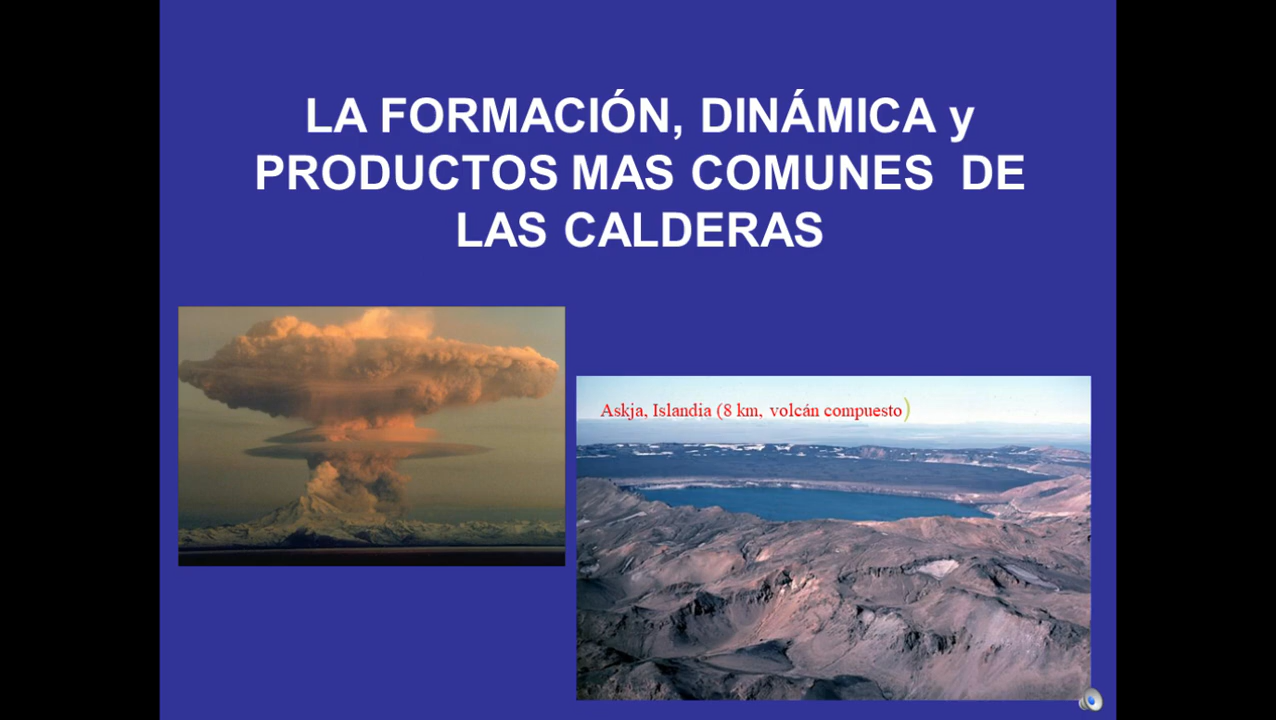 LA FORMACIÓN, DINÁMICA y
PRODUCTOS MAS COMUNES DE
LAS CALDERAS
Askja, Islandia (8 km, volcán compuesto)